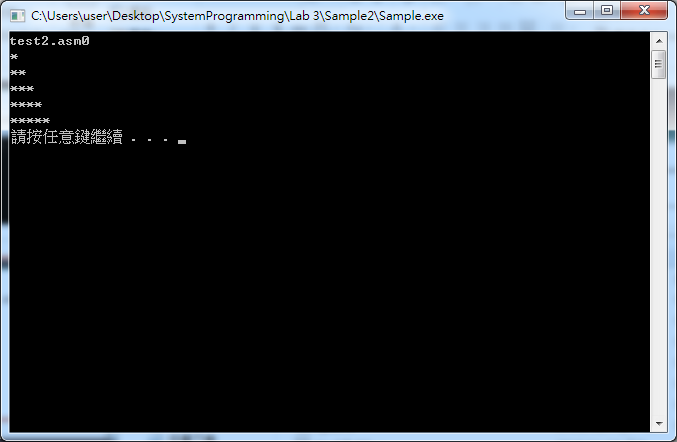 C:\Users\user\Desktop\SystemProgramming\Lab 3\Sample2\Sample.exe
test2.asm0
*
**
***
****
*****
請按任意鍵繼續 . . .